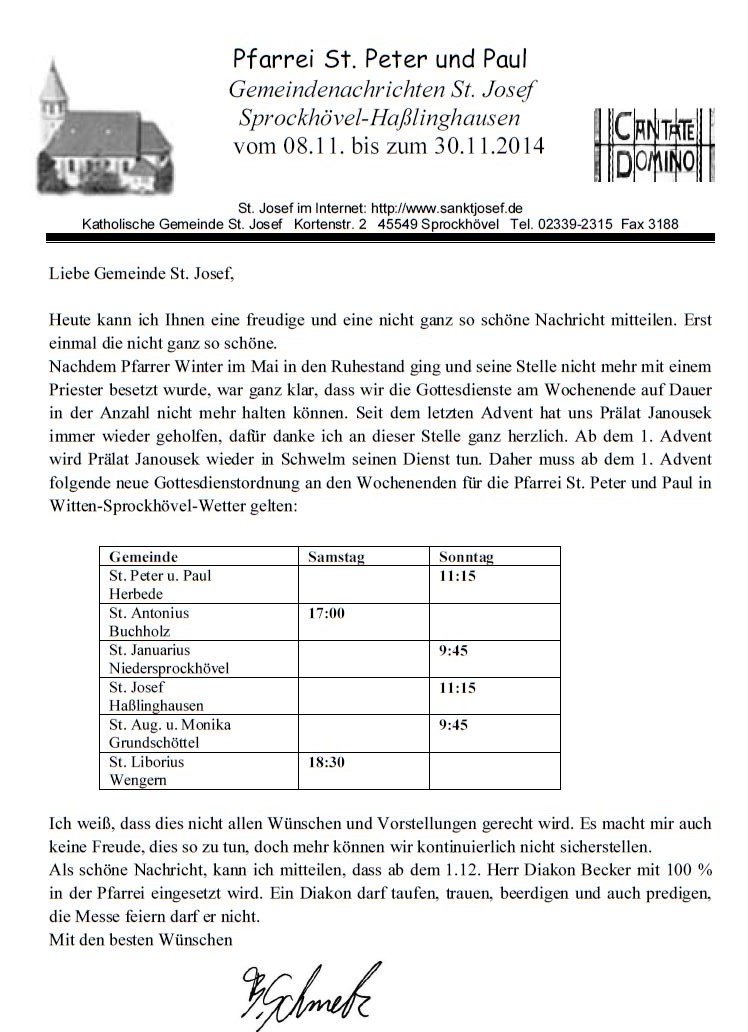 Pfarrei St. Peter und Paul
Gemeindenachrichten St. Josef
Sprockhövel-Haßlinghausen
vom 08.11. bis zum 30.11.2014
CANTATE
DOMINO
St. Josef im Internet: http://www.sanktjosef.de
Katholische Gemeinde St. Josef Kortenstr. 2 45549 Sprockhövel Tel. 02339-2315 Fax 3188
Liebe Gemeinde St. Josef,
Heute kann ich Ihnen eine freudige und eine nicht ganz so schöne Nachricht mitteilen. Erst
einmal die nicht ganz so schöne.
Nachdem Pfarrer Winter im Mai in den Ruhestand ging und seine Stelle nicht mehr mit einem
Priester besetzt wurde, war ganz klar, dass wir die Gottesdienste am Wochenende auf Dauer
in der Anzahl nicht mehr halten können. Seit dem letzten Advent hat uns Prälat Janousek
immer wieder geholfen, dafür danke ich an dieser Stelle ganz herzlich. Ab dem 1. Advent
wird Prälat Janousek wieder in Schwelm seinen Dienst tun. Daher muss ab dem 1. Advent
folgende neue Gottesdienstordnung an den Wochenenden für die Pfarrei St. Peter und Paul in
Witten-Sprockhövel-Wetter gelten:
Gemeinde Samstag Sonntag
St. Peter u. Paul 11:15
Herbede
St. Antonius 17:00
Buchholz
St. Januarius 9:45
Niedersprockhövel
St. Josef 11:15
Haßlinghausen
St. Aug. u. Monika 9:45
Grundschöttel
St. Liborius 18:30
Wengern
Ich weiß, dass dies nicht allen Wünschen und Vorstellungen gerecht wird. Es macht mir auch
keine Freude, dies so zu tun, doch mehr können wir kontinuierlich nicht sicherstellen.
Als schöne Nachricht, kann ich mitteilen, dass ab dem 1.12. Herr Diakon Becker mit 100 %
in der Pfarrei eingesetzt wird. Ein Diakon darf taufen, trauen, beerdigen und auch predigen,
die Messe feiern darf er nicht.
Mit den besten Wünschen